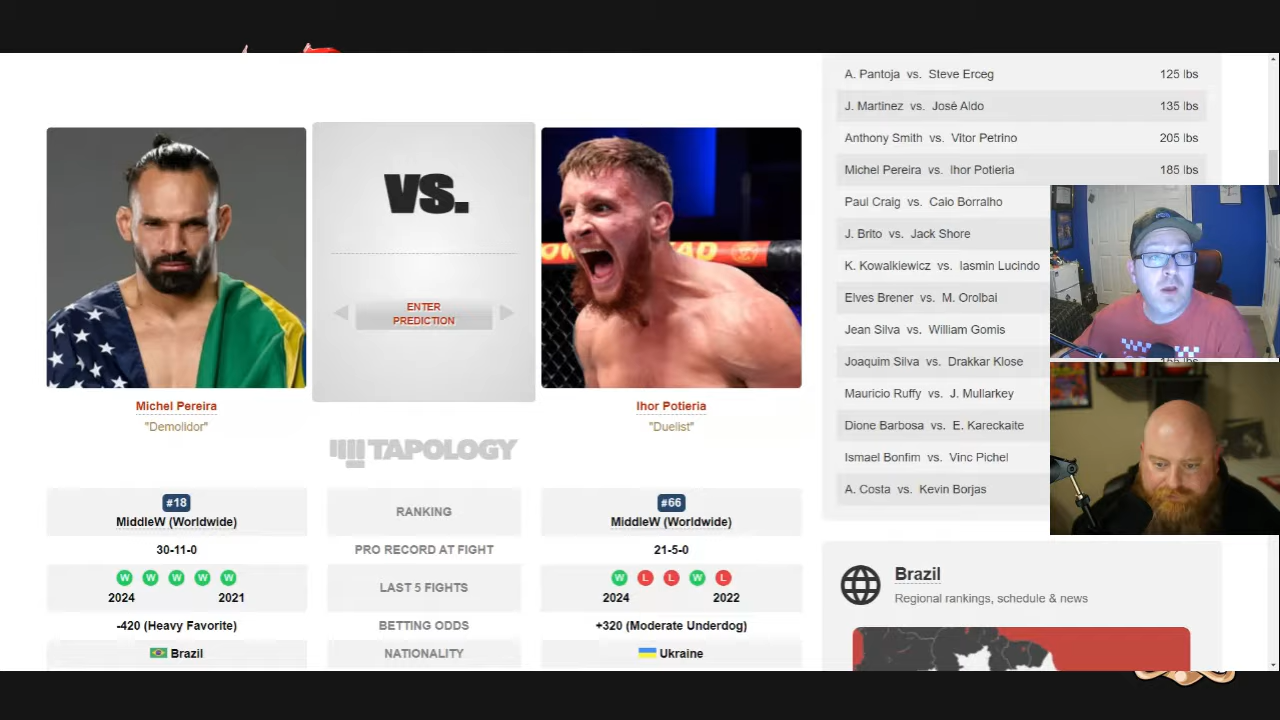 A. Pantoja vs. Steve Erceg 125 lbs
J. Martinez vs. José Aldo 135 lbs
Anthony Smith vs. Vitor Petrino 205 lbs
Michel Pereira vs. Ihor Potieria 185 lbs
Paul Craig vs. Caio Borralho
J. Brito vs. Jack Shore
K. Kowalkiewicz vs. Iasmin Lucindo
Elves Brener vs. M. Orolbai
Jean Silva vs. William Gomis
Joaquim Silva vs. Drakkar Klose
Mauricio Ruffy vs. J. Mullarkey
Dione Barbosa vs. E. Kareckaite
Ismael Bonfim vs. Vinc Pichel
A. Costa vs. Kevin Borjas
VS.
ENTER
PREDICTION
Michel Pereira
"Demolidor"
Ihor Potieria
"Duelist"
TAPOLOGY
#18
MiddleW (Worldwide)
RANKING
#66
MiddleW (Worldwide)
30-11-0 PRO RECORD AT FIGHT 21-5-0
W W W W W
2024 2021
LAST 5 FIGHTS
W L L W L
2024 2022
-420 (Heavy Favorite) BETTING ODDS +320 (Moderate Underdog)
Brazil NATIONALITY Ukraine
Brazil
Regional rankings, schedule & news